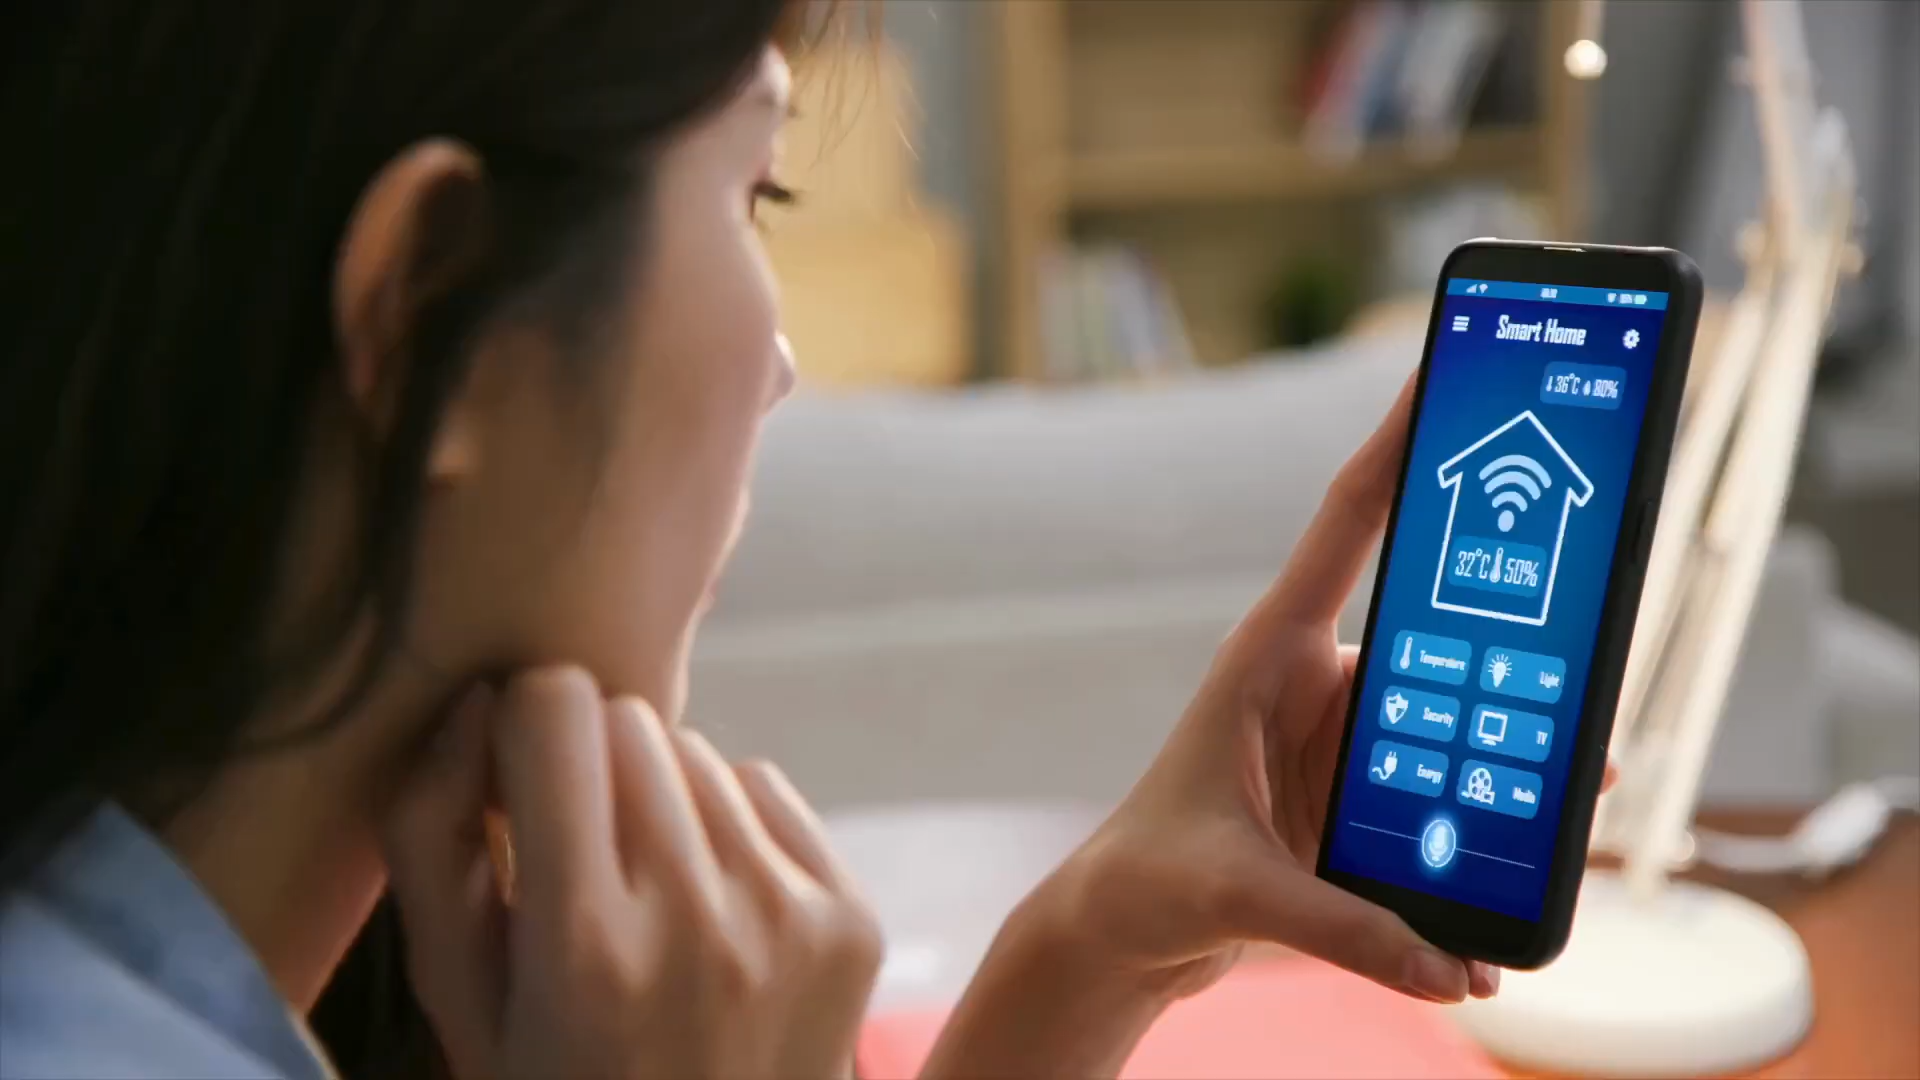 Smart Home
36°C 80%
32°C 50%
Temperature
Light
Security
TV
Energy
Media